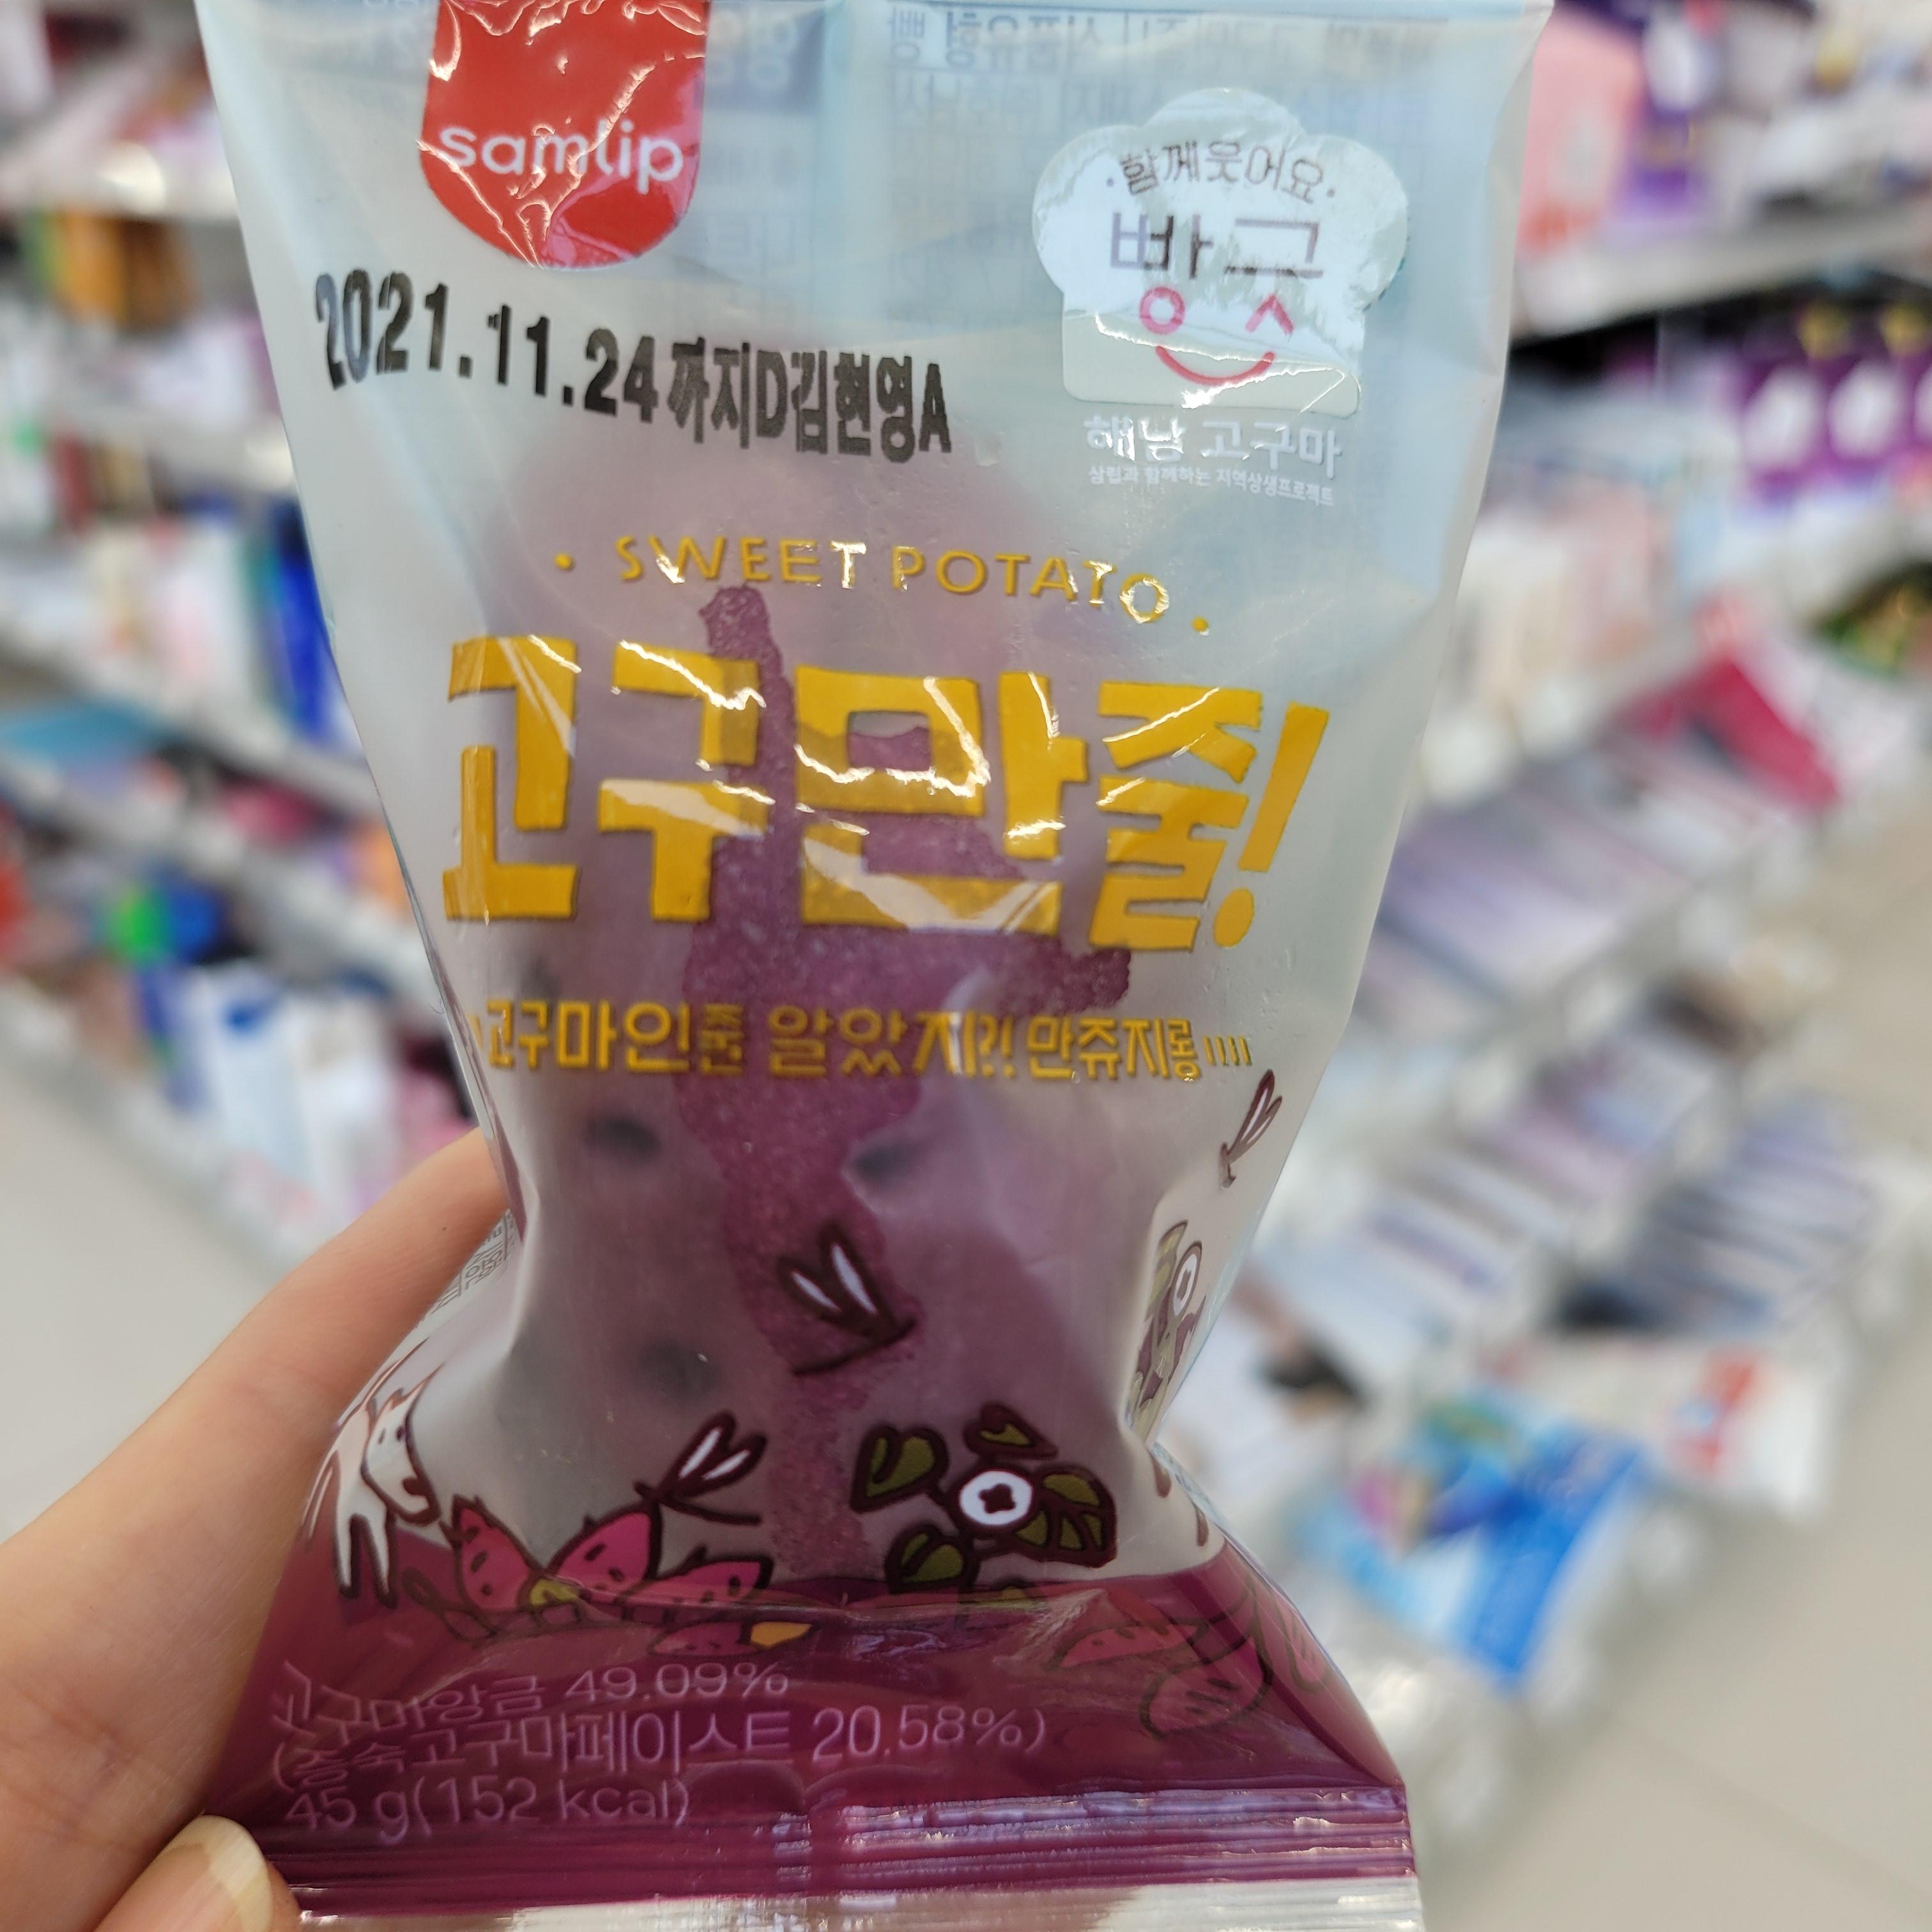 samlip
·함께웃어요·
빵긋
2021.11.24까지D김현영A
해남 고구마
삼립과 함께하는 지역상생프로젝트
· SWEET POTATO ·
고구만쥴!
고구마인줄 알았지?! 만쥬지롱
고구마앙금 49.09%
(증숙고구마페이스트 20.58%)
45 g(152 kcal)